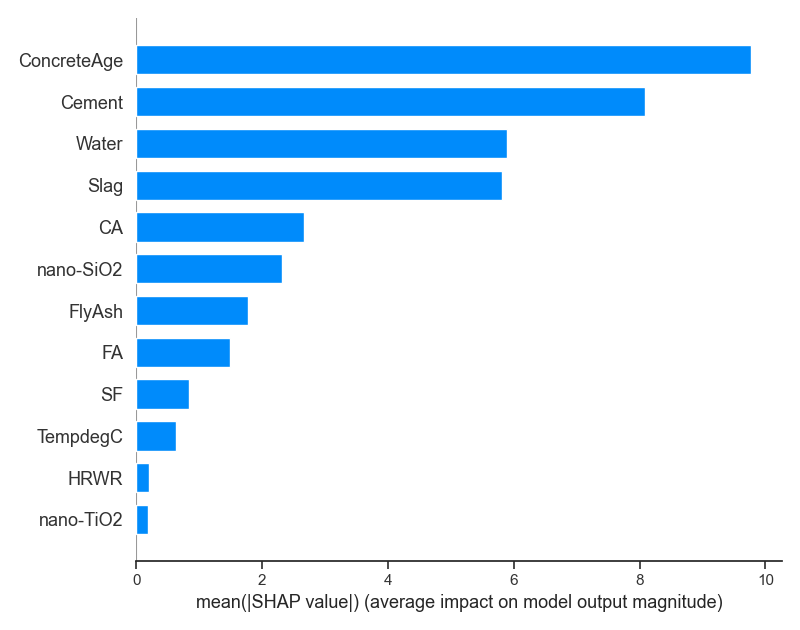 ConcreteAge
Cement
Water
Slag
CA
nano-SiO2
FlyAsh
FA
SF
TempdegC
HRWR
nano-TiO2
0 2 4 6 8 10
mean(|SHAP value|) (average impact on model output magnitude)